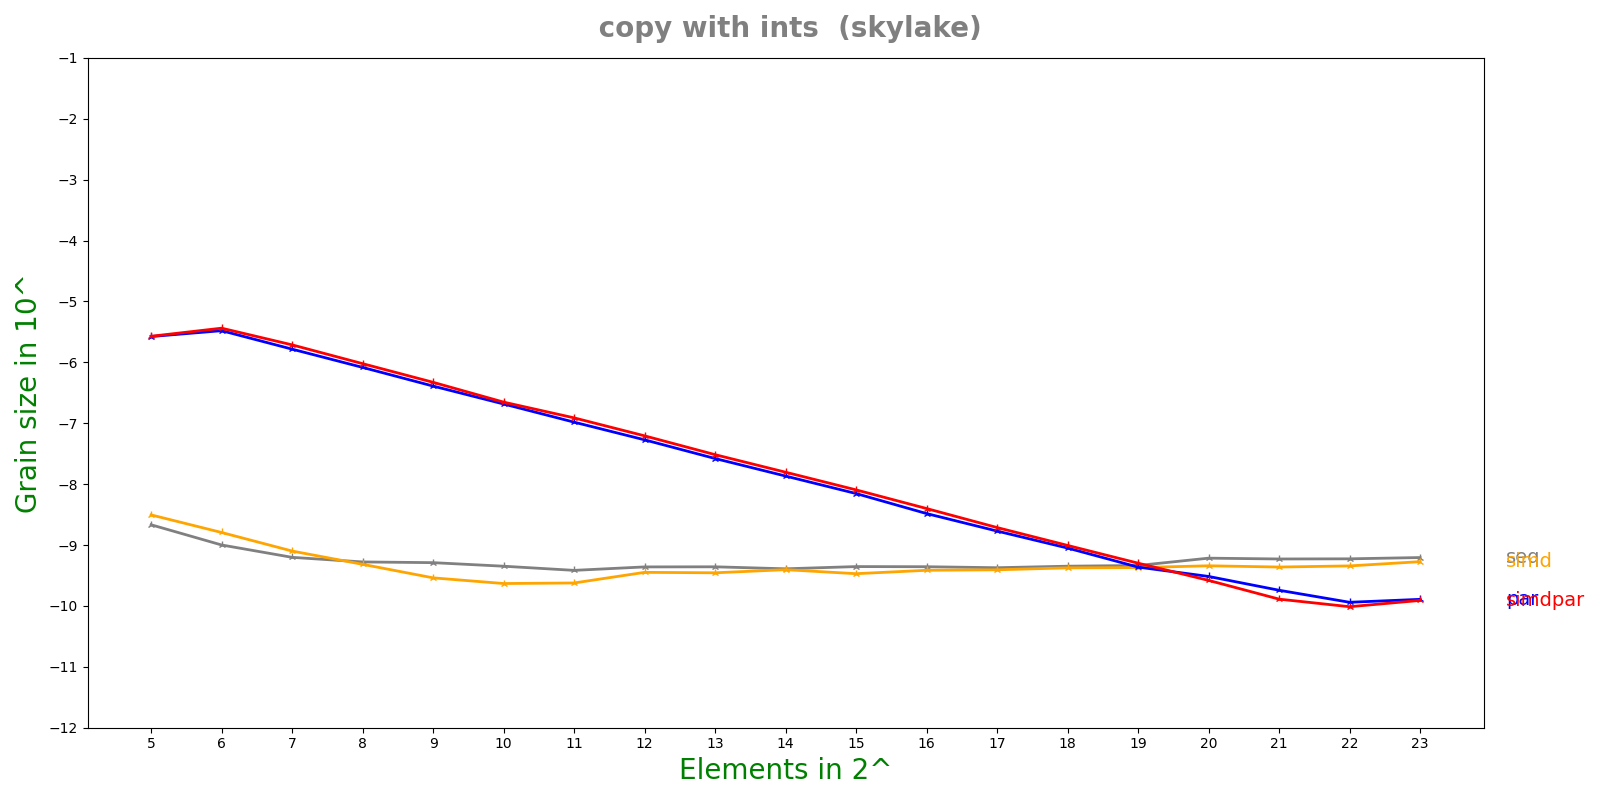 copy with ints (skylake)
Grain size in 10^
−1
−2
−3
−4
−5
−6
−7
−8
−9
−10
−11
−12
5 6 7 8 9 10 11 12 13 14 15 16 17 18 19 20 21 22 23
Elements in 2^
seq
simd
par
simdpar